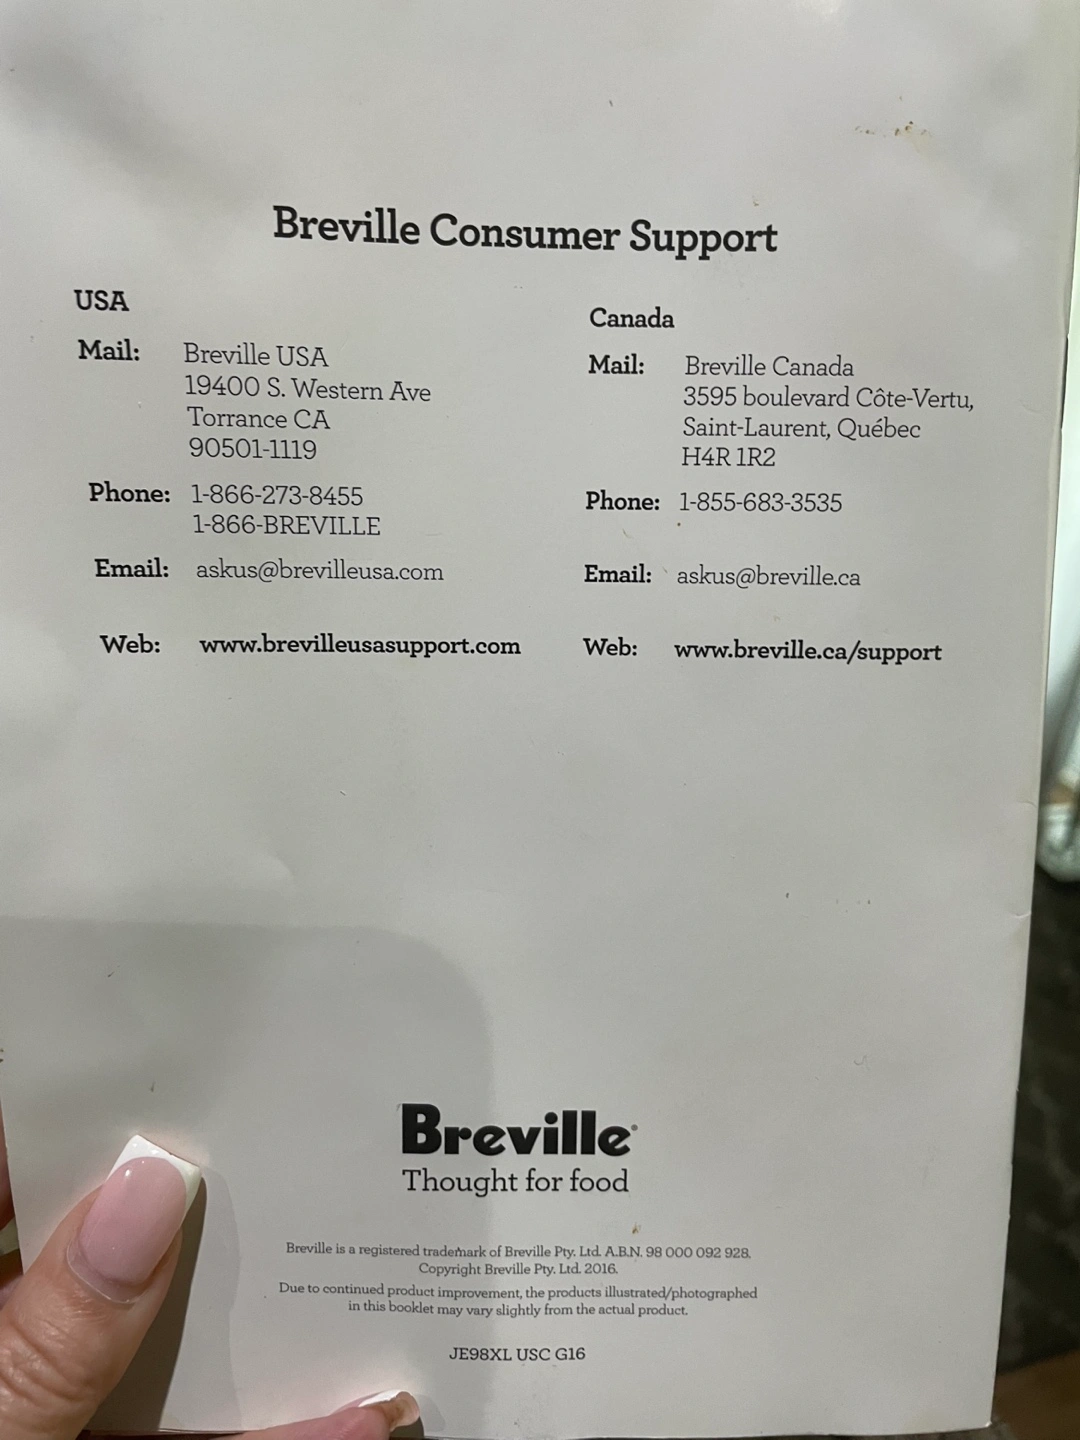 Breville Consumer Support
USA
Mail: Breville USA
19400 S. Western Ave
Torrance CA
90501-1119
Phone: 1-866-273-8455
1-866-BREVILLE
Email: askus@brevilleusa.com
Web: www.brevilleusasupport.com
Canada
Mail: Breville Canada
3595 boulevard Côte-Vertu,
Saint-Laurent, Québec
H4R 1R2
Phone: 1-855-683-3535
Email: askus@breville.ca
Web: www.breville.ca/support
Breville®
Thought for food
Breville is a registered trademark of Breville Pty. Ltd. A.B.N. 98 000 092 928.
Copyright Breville Pty. Ltd. 2016.
Due to continued product improvement, the products illustrated/photographed
in this booklet may vary slightly from the actual product.
JE98XL USC G16